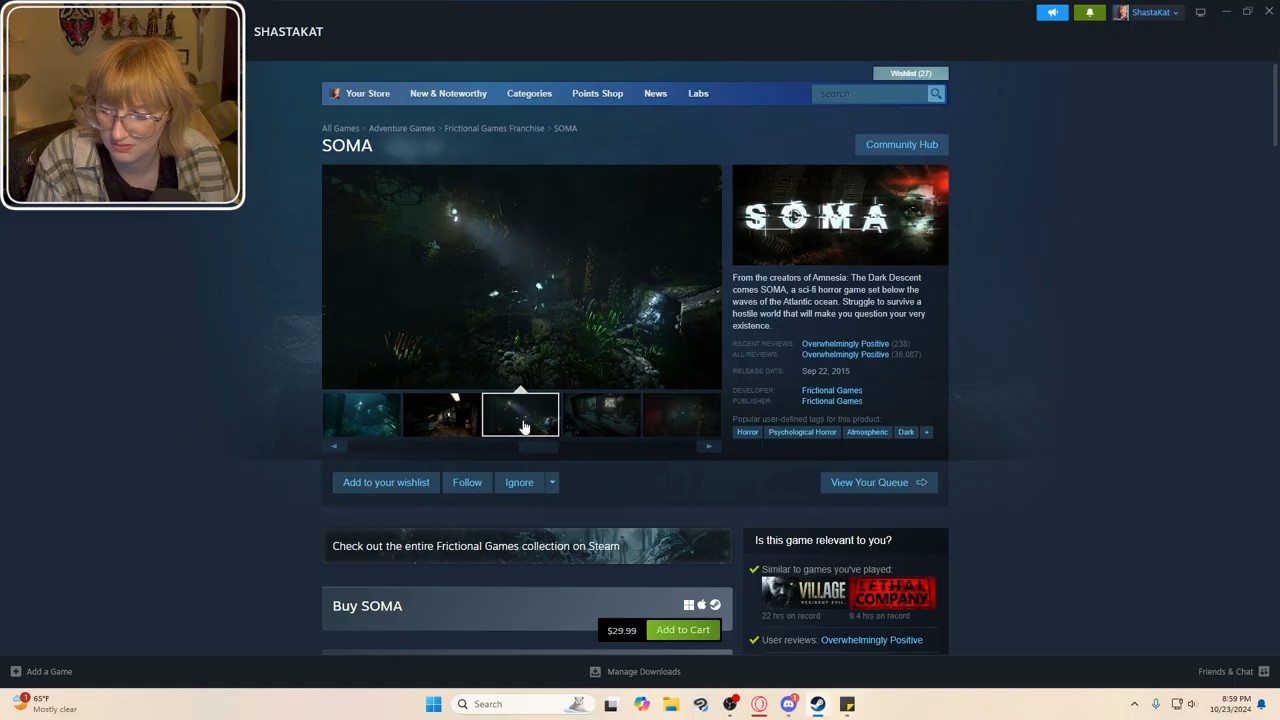 SHASTAKAT
ShastaKat
Wishlist (27)
Your Store New & Noteworthy Categories Points Shop News Labs search
All Games > Adventure Games > Frictional Games Franchise > SOMA
SOMA
Community Hub
SOMA
From the creators of Amnesia: The Dark Descent
comes SOMA, a sci-fi horror game set below the
waves of the Atlantic ocean. Struggle to survive a
hostile world that will make you question your very
existence.
RECENT REVIEWS: Overwhelmingly Positive (238)
ALL REVIEWS: Overwhelmingly Positive (36,087)
RELEASE DATE: Sep 22, 2015
DEVELOPER: Frictional Games
PUBLISHER: Frictional Games
Popular user-defined tags for this product:
Horror Psychological Horror Atmospheric Dark +
Add to your wishlist Follow Ignore View Your Queue
Check out the entire Frictional Games collection on Steam
Is this game relevant to you?
Similar to games you've played:
VILLAGE
RESIDENT EVIL
LETHAL
COMPANY
22 hrs on record 9.4 hrs on record
Buy SOMA
$29.99 Add to Cart
User reviews: Overwhelmingly Positive
Add a Game Manage Downloads Friends & Chat
1
65°F
Mostly clear
Search
1
8:59 PM
10/23/2024